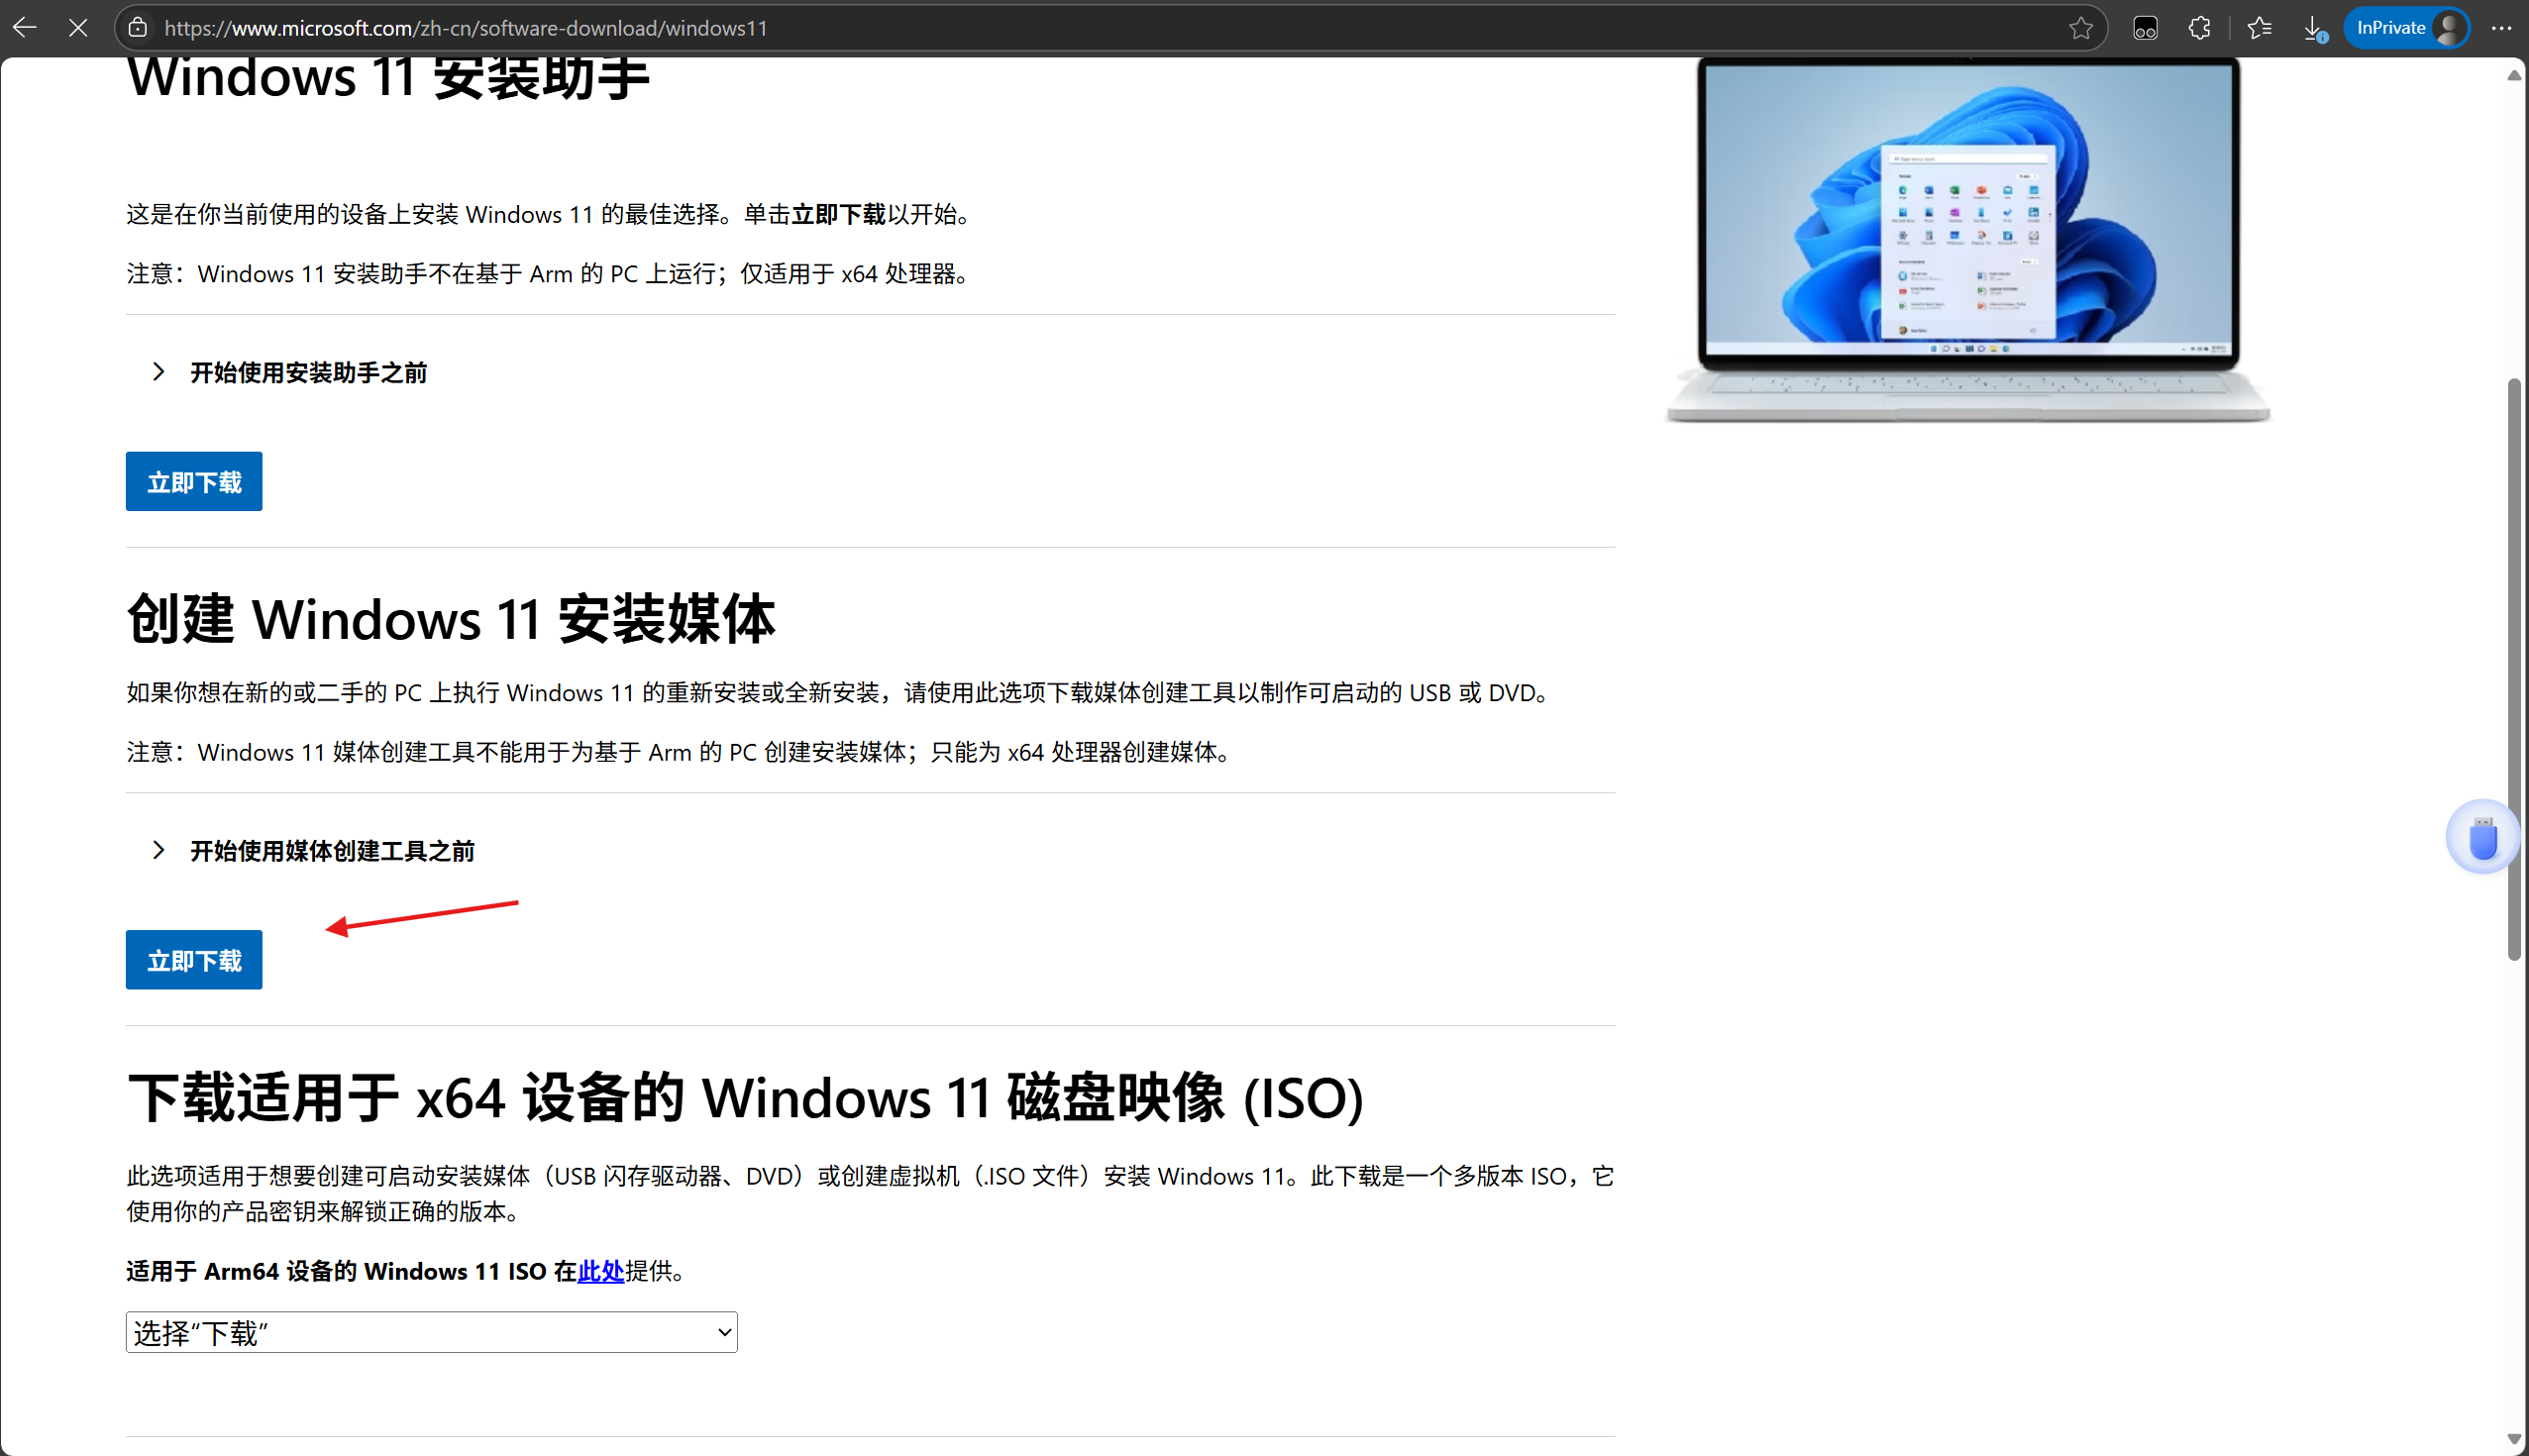 https://www.microsoft.com/zh-cn/software-download/windows11
InPrivate
Windows 11 安装助手
这是在你当前使用的设备上安装 Windows 11 的最佳选择。单击立即下载以开始。
注意：Windows 11 安装助手不在基于 Arm 的 PC 上运行；仅适用于 x64 处理器。
开始使用安装助手之前
立即下载
创建 Windows 11 安装媒体
如果你想在新的或二手的 PC 上执行 Windows 11 的重新安装或全新安装，请使用此选项下载媒体创建工具以制作可启动的 USB 或 DVD。
注意：Windows 11 媒体创建工具不能用于为基于 Arm 的 PC 创建安装媒体；只能为 x64 处理器创建媒体。
开始使用媒体创建工具之前
立即下载
下载适用于 x64 设备的 Windows 11 磁盘映像 (ISO)
此选项适用于想要创建可启动安装媒体（USB 闪存驱动器、DVD）或创建虚拟机（.ISO 文件）安装 Windows 11。此下载是一个多版本 ISO，它
使用你的产品密钥来解锁正确的版本。
适用于 Arm64 设备的 Windows 11 ISO 在此处提供。
选择“下载”